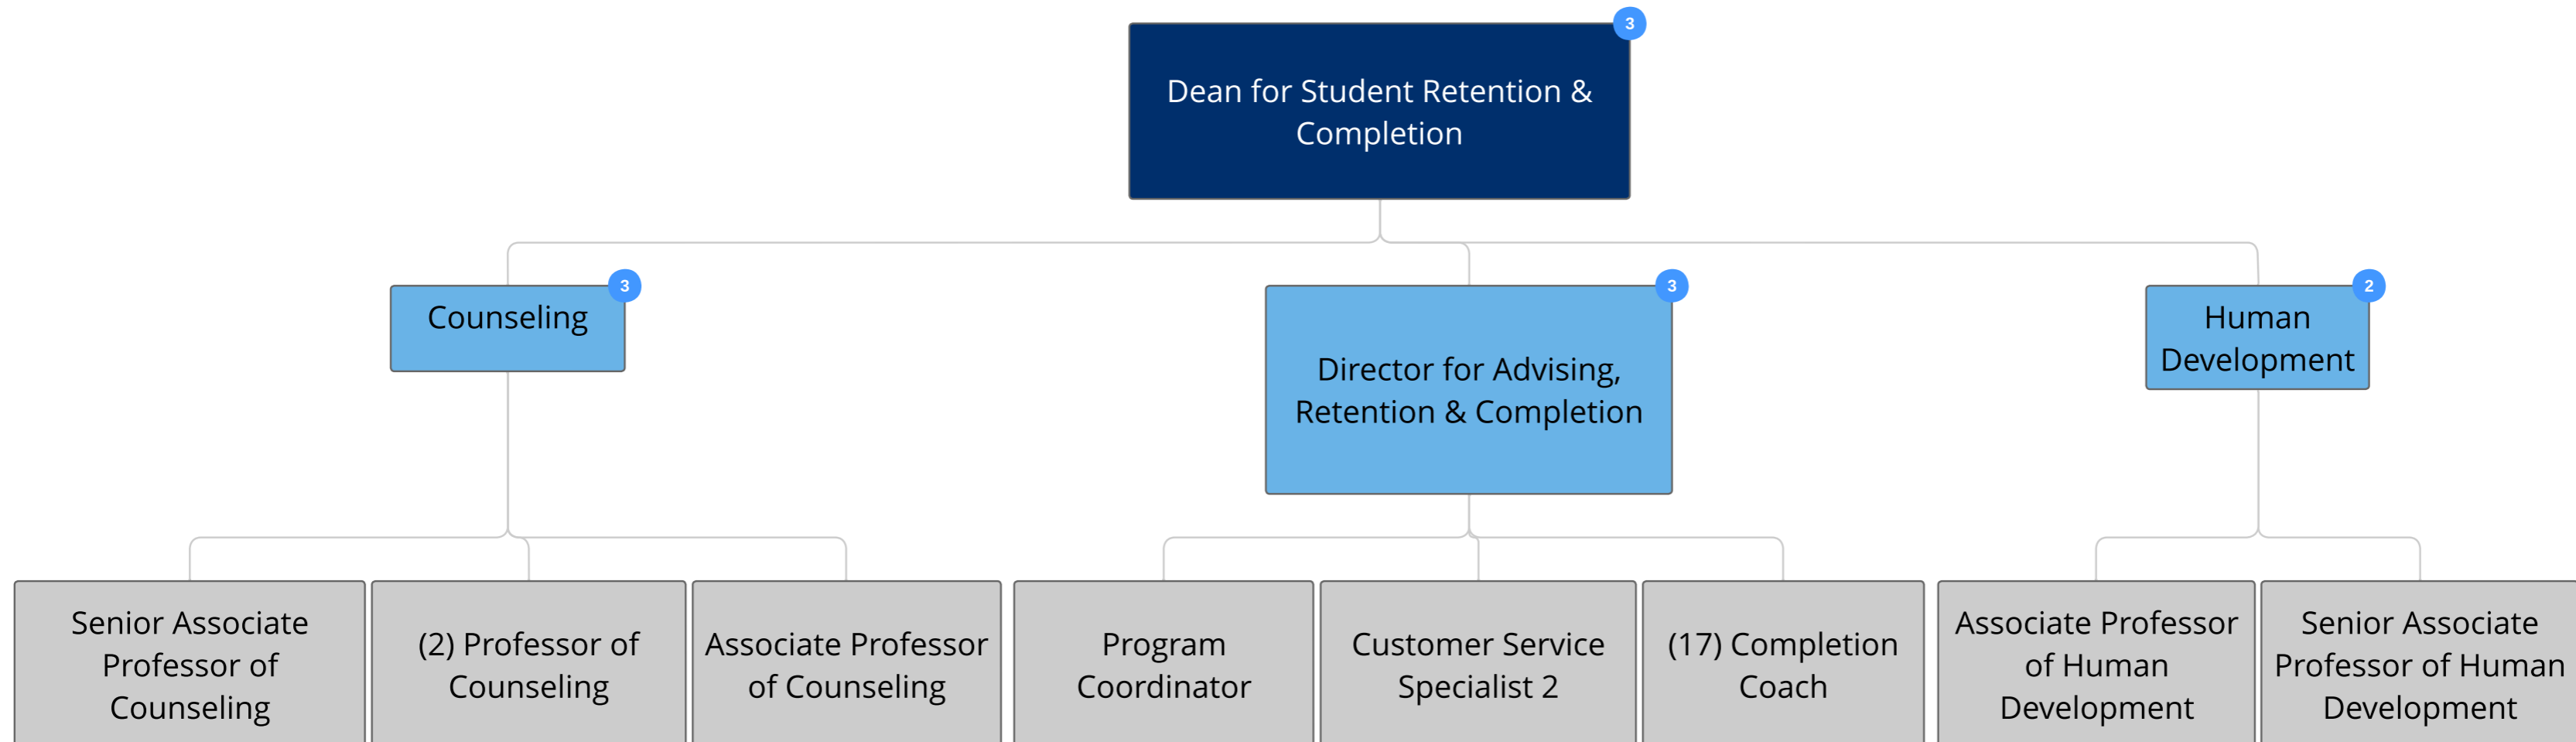 3
Dean for Student Retention &
Completion
3
Counseling
3
Director for Advising,
Retention & Completion
2
Human
Development
Senior Associate
Professor of
Counseling
(2) Professor of
Counseling
Associate Professor
of Counseling
Program
Coordinator
Customer Service
Specialist 2
(17) Completion
Coach
Associate Professor
of Human
Development
Senior Associate
Professor of Human
Development